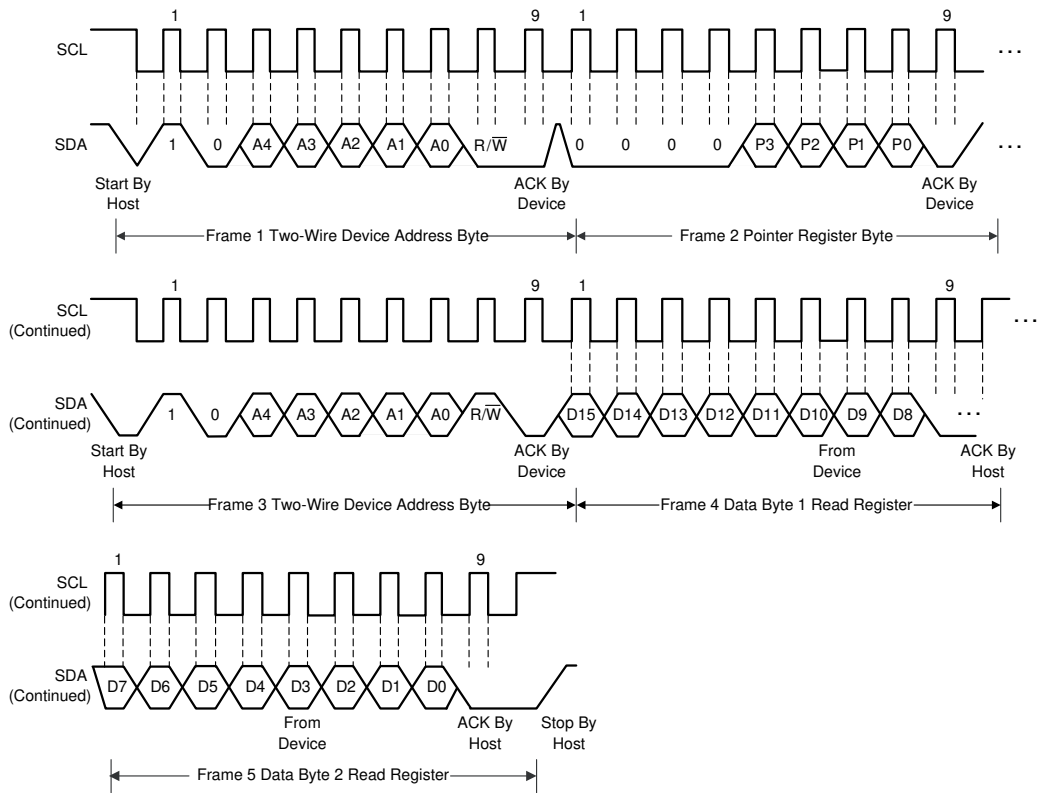 1 9 1 9
SCL ...
SDA 1 0 A4 A3 A2 A1 A0 R/W̅ 0 0 0 0 P3 P2 P1 P0 ...
Start By Host
ACK By Device
ACK By Device
Frame 1 Two-Wire Device Address Byte
Frame 2 Pointer Register Byte
1 9 1 9
SCL (Continued) ...
SDA (Continued) 1 0 A4 A3 A2 A1 A0 R/W̅ D15 D14 D13 D12 D11 D10 D9 D8 ...
Start By Host
ACK By Device
From Device
ACK By Host
Frame 3 Two-Wire Device Address Byte
Frame 4 Data Byte 1 Read Register
1 9
SCL (Continued)
SDA (Continued) D7 D6 D5 D4 D3 D2 D1 D0
From Device
ACK By Host
Stop By Host
Frame 5 Data Byte 2 Read Register